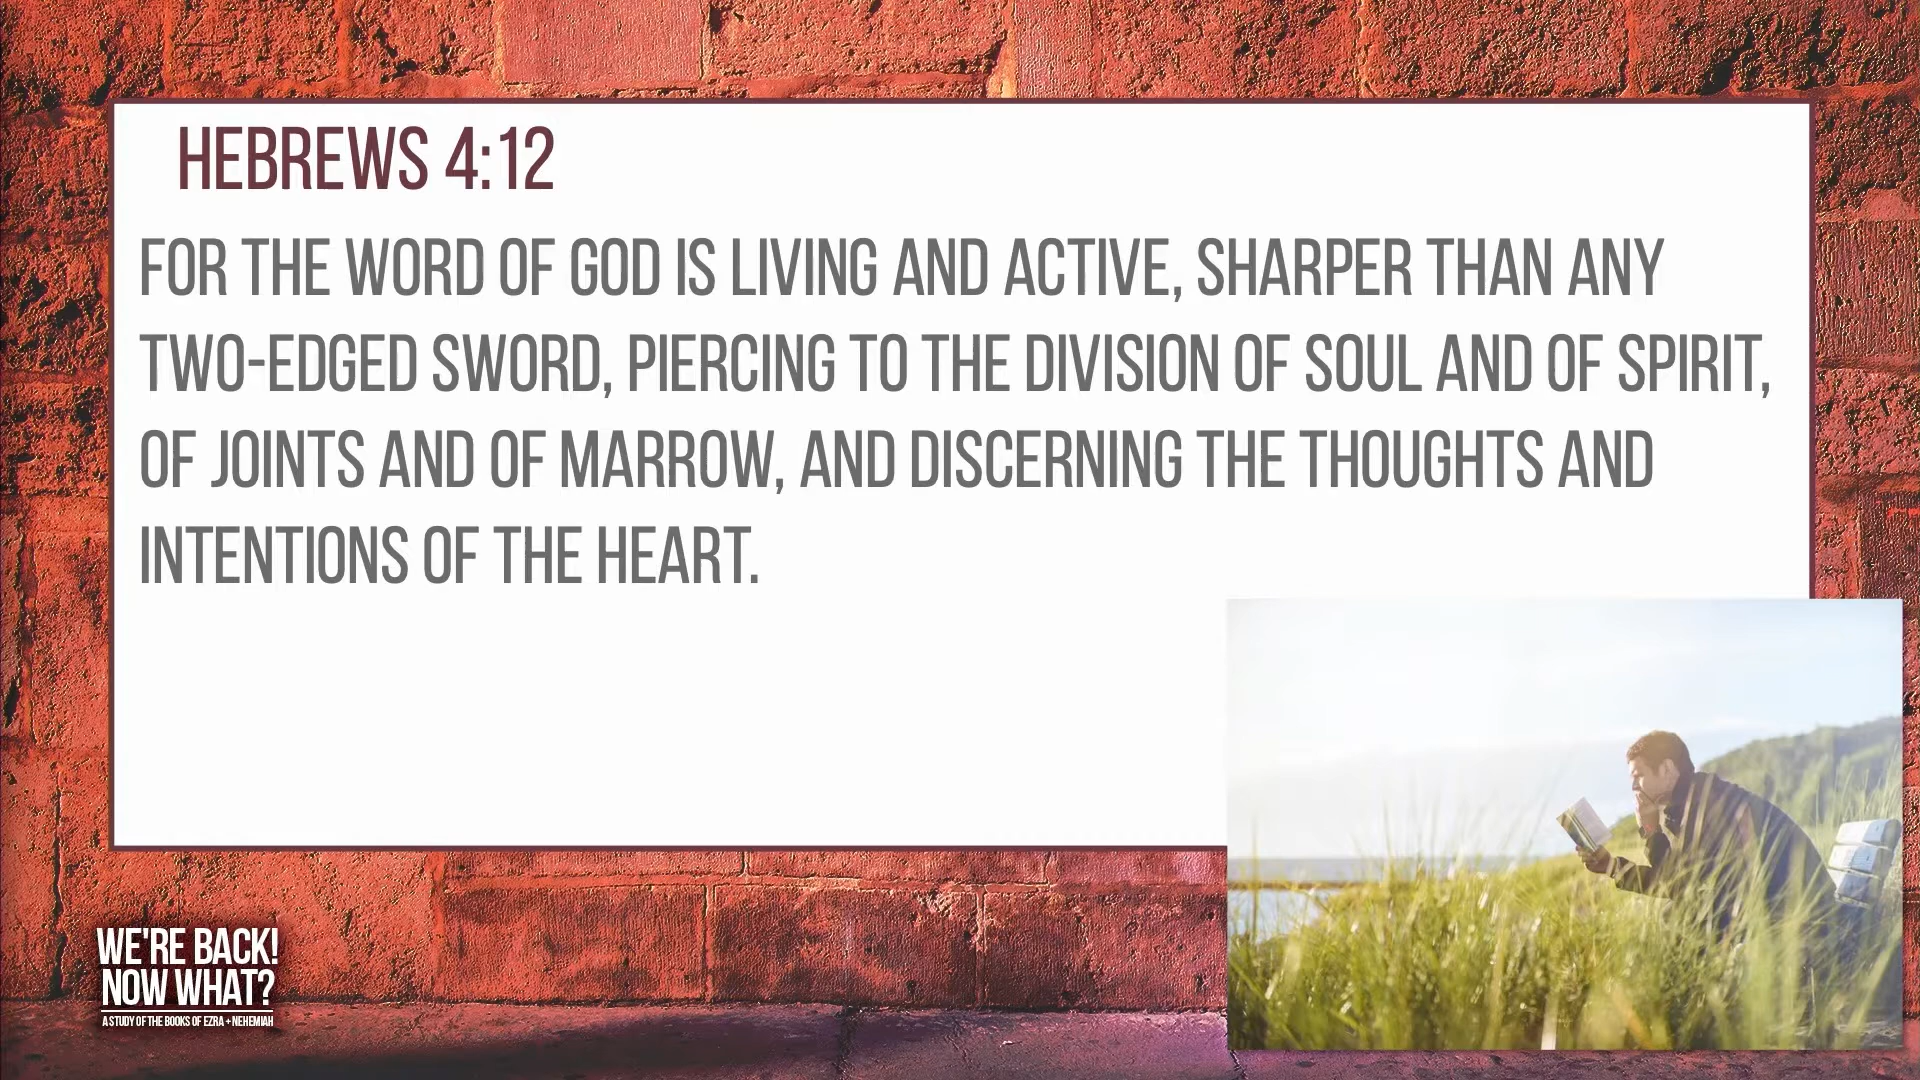 HEBREWS 4:12
FOR THE WORD OF GOD IS LIVING AND ACTIVE, SHARPER THAN ANY
TWO-EDGED SWORD, PIERCING TO THE DIVISION OF SOUL AND OF SPIRIT,
OF JOINTS AND OF MARROW, AND DISCERNING THE THOUGHTS AND
INTENTIONS OF THE HEART.
WE'RE BACK!
NOW WHAT?
A STUDY OF THE BOOKS OF EZRA + NEHEMIAH